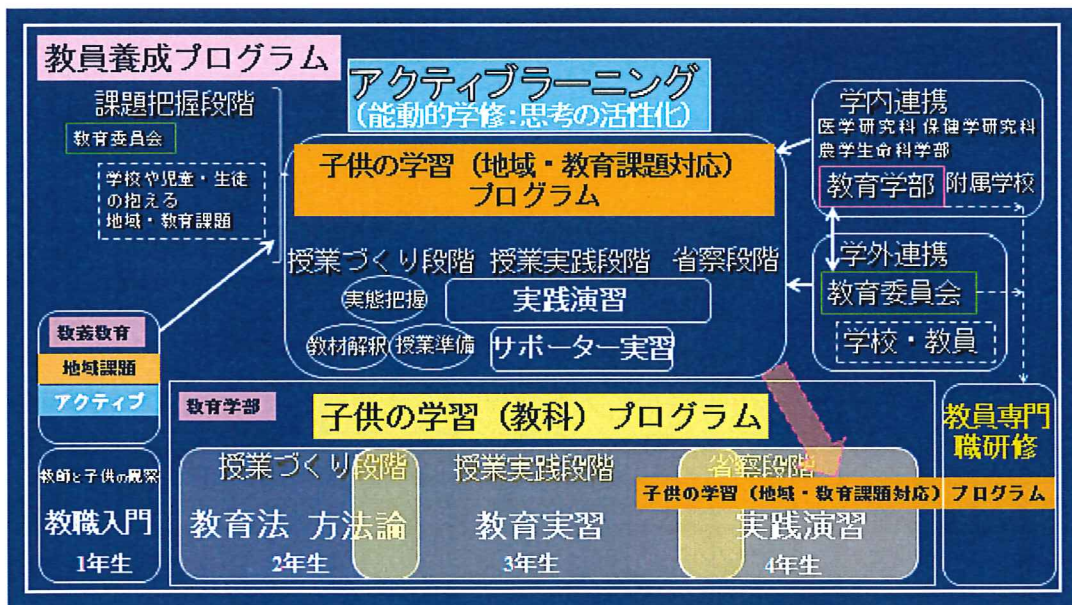 教員養成プログラム
課題把握段階
教育委員会
学校や児童・生徒
の抱える
地域・教育課題
アクティブラーニング
(能動的学修:思考の活性化)
子供の学習(地域・教育課題対応)
プログラム
授業づくり段階 授業実践段階 省察段階
実態把握
実践演習
教材解釈 授業準備
サポーター実習
学内連携
医学研究科 保健学研究科
農学生命科学部
教育学部 附属学校
学外連携
教育委員会
学校・教員
教養教育
地域課題
アクティブ
教師と子供の観察
教職入門
1年生
教育学部
子供の学習(教科)プログラム
授業づくり段階 授業実践段階 省察段階
子供の学習(地域・教育課題対応)プログラム
教育法 方法論 教育実習 実践演習
2年生 3年生 4年生
教員専門
職研修